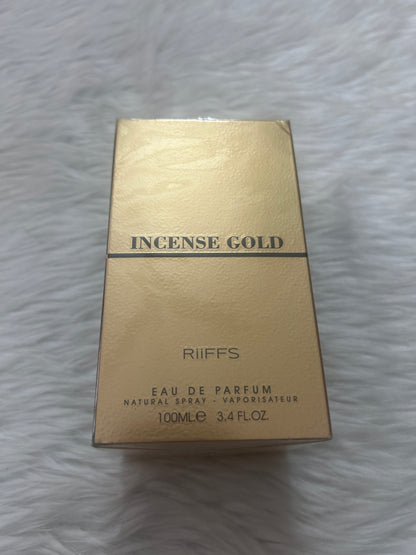 INCENSE GOLD
RiiFFS
EAU DE PARFUM
NATURAL SPRAY - VAPORISATEUR
100ML.℮ 3.4 FL.OZ.